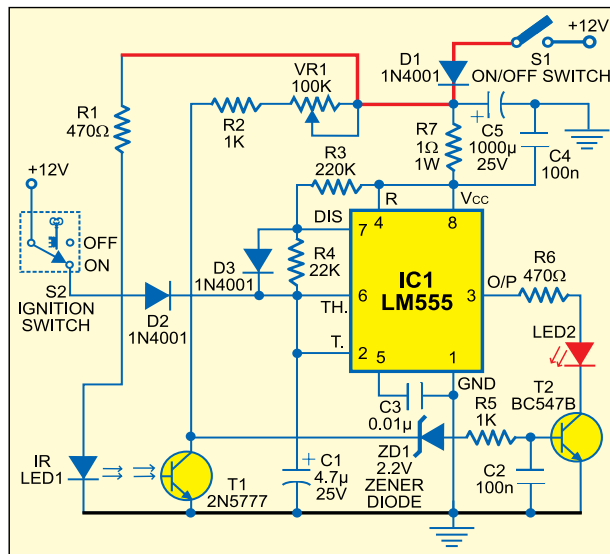 +12V
S1
ON/OFF SWITCH
D1
1N4001
VR1
100K
R1
470Ω
R2
1K
R7
1Ω
1W
+
C5
1000µ
25V
C4
100n
+12V
OFF
ON
S2
IGNITION
SWITCH
R3
220K
R
VCC
4
8
DIS
7
D3
1N4001
R4
22K
IC1
LM555
O/P
3
R6
470Ω
D2
1N4001
TH.
6
T.
2
5
1
GND
LED2
C3
0.01µ
T2
BC547B
R5
1K
ZD1
2.2V
ZENER
DIODE
C2
100n
IR
LED1
T1
2N5777
+
C1
4.7µ
25V